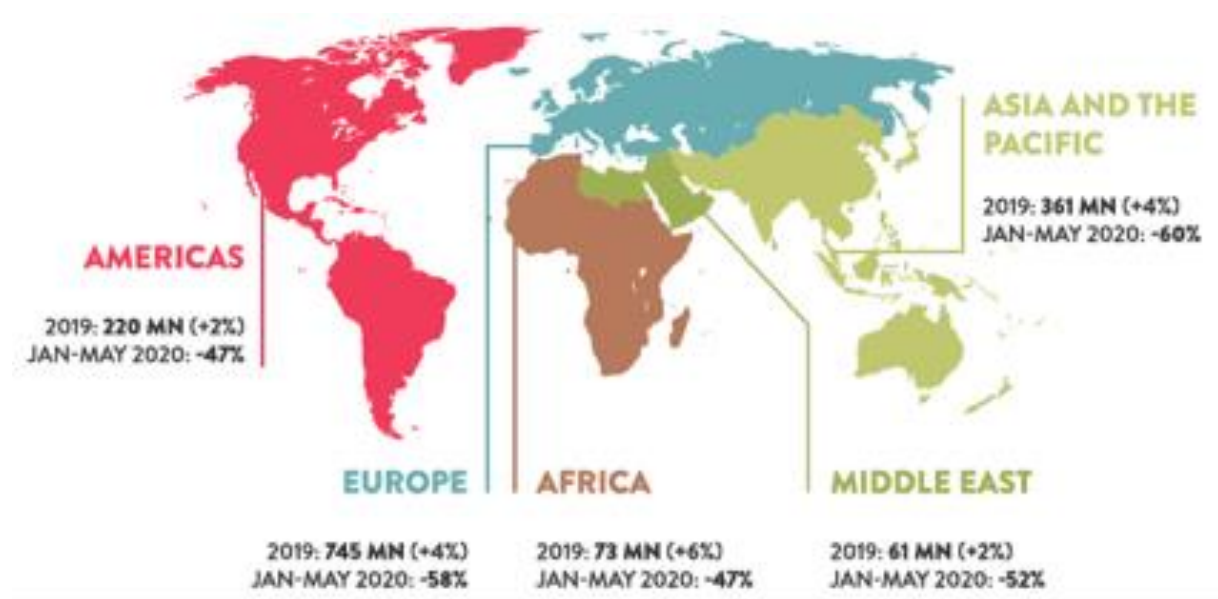 ASIA AND THE
PACIFIC
2019: 361 MN (+4%)
JAN-MAY 2020: -60%
AMERICAS
2019: 220 MN (+2%)
JAN-MAY 2020: -47%
EUROPE
2019: 745 MN (+4%)
JAN-MAY 2020: -58%
AFRICA
2019: 73 MN (+6%)
JAN-MAY 2020: -47%
MIDDLE EAST
2019: 61 MN (+2%)
JAN-MAY 2020: -52%